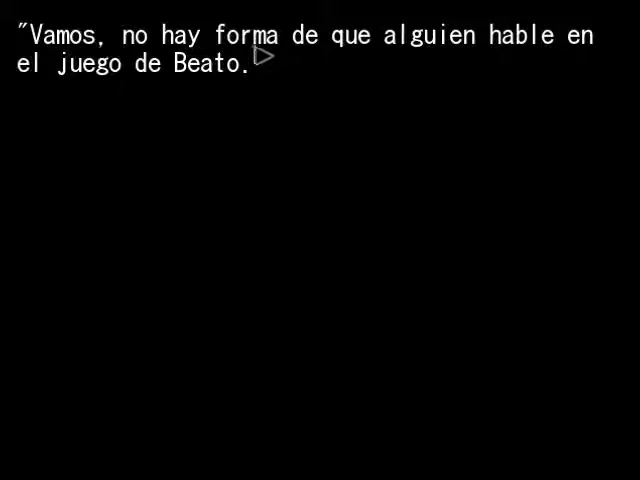 "Vamos, no hay forma de que alguien hable en
el juego de Beato.